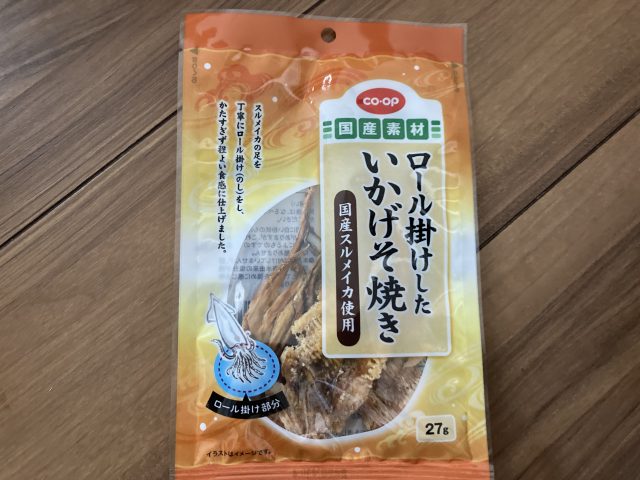 co·op
国産素材
ロール掛けした
いかげそ焼き
国産スルメイカ使用
スルメイカの足を
丁寧にロール掛け(のし)をし、
かたすぎず程よい食感に仕上げました。
ロール掛け部分
27g
イラストはイメージです。